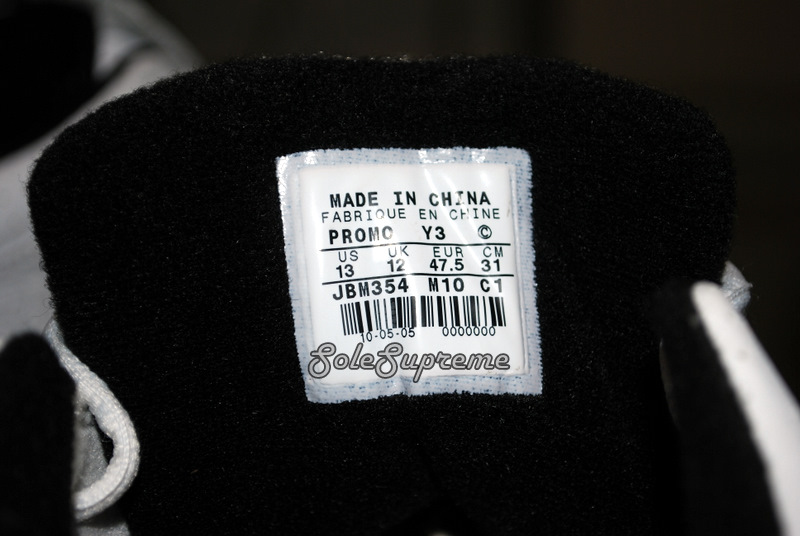 MADE IN CHINA
FABRIQUE EN CHINE
PROMO Y3 ©
US UK EUR CM
13 12 47.5 31
JBM354 M10 C1
10-05-05 0000000
SoleSupreme